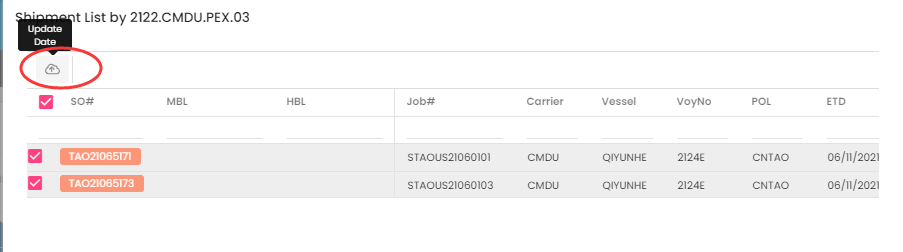 Shipment List by 2122.CMDU.PEX.03
Update
Date
SO# MBL HBL Job# Carrier Vessel VoyNo POL ETD
TAO21065171 STAOUS21060101 CMDU QIYUNHE 2124E CNTAO 06/11/2021
TAO21065173 STAOUS21060103 CMDU QIYUNHE 2124E CNTAO 06/11/2021